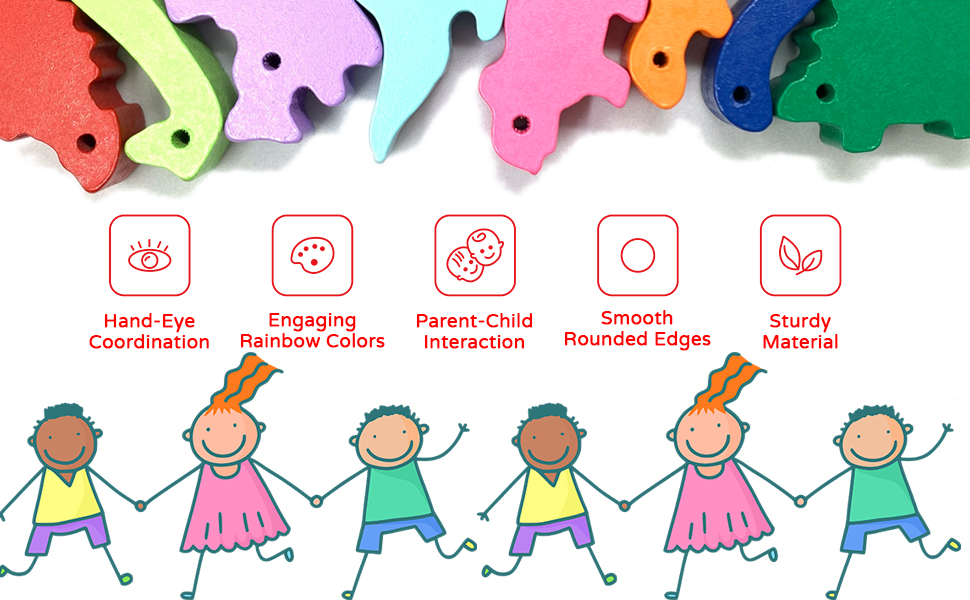 Hand-Eye
Coordination
Engaging
Rainbow Colors
Parent-Child
Interaction
Smooth
Rounded Edges
Sturdy
Material